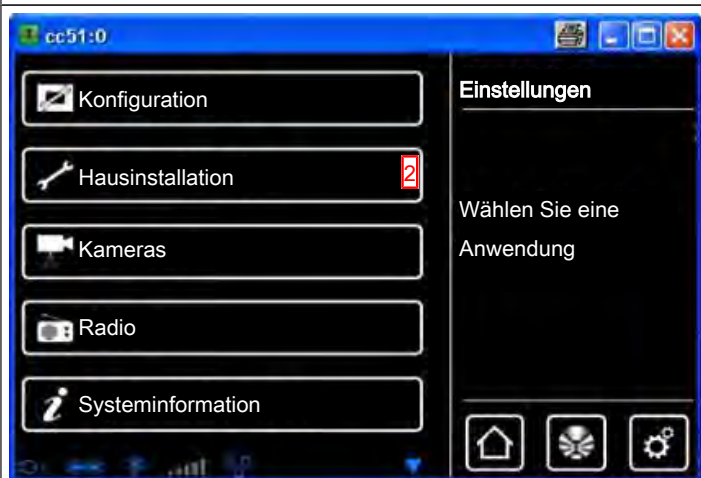 cc51:0
Konfiguration
Hausinstallation
2
Kameras
Radio
Systeminformation
Einstellungen
Wählen Sie eine
Anwendung